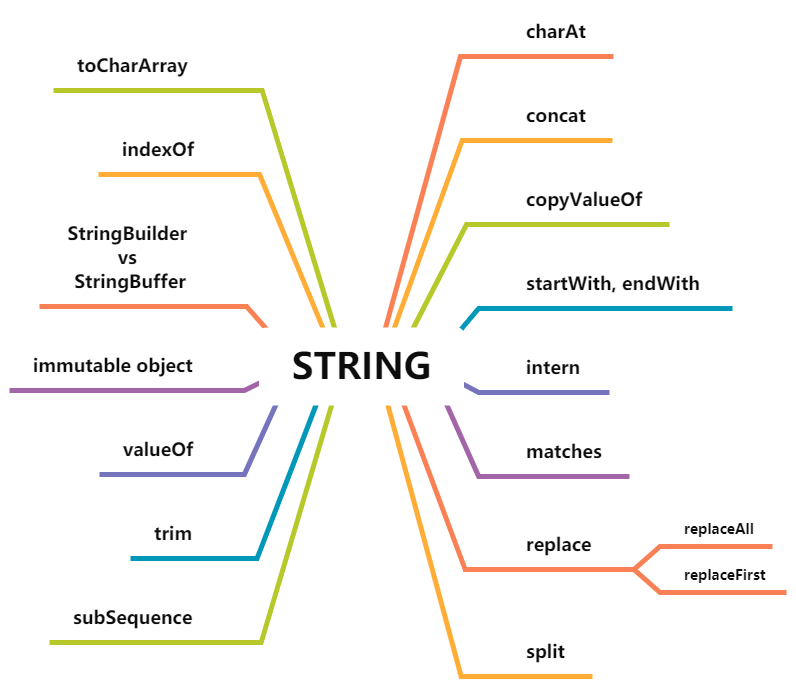 toCharArray
indexOf
StringBuilder
vs
StringBuffer
immutable object
valueOf
trim
subSequence
STRING
charAt
concat
copyValueOf
startWith, endWith
intern
matches
replace
replaceAll
replaceFirst
split